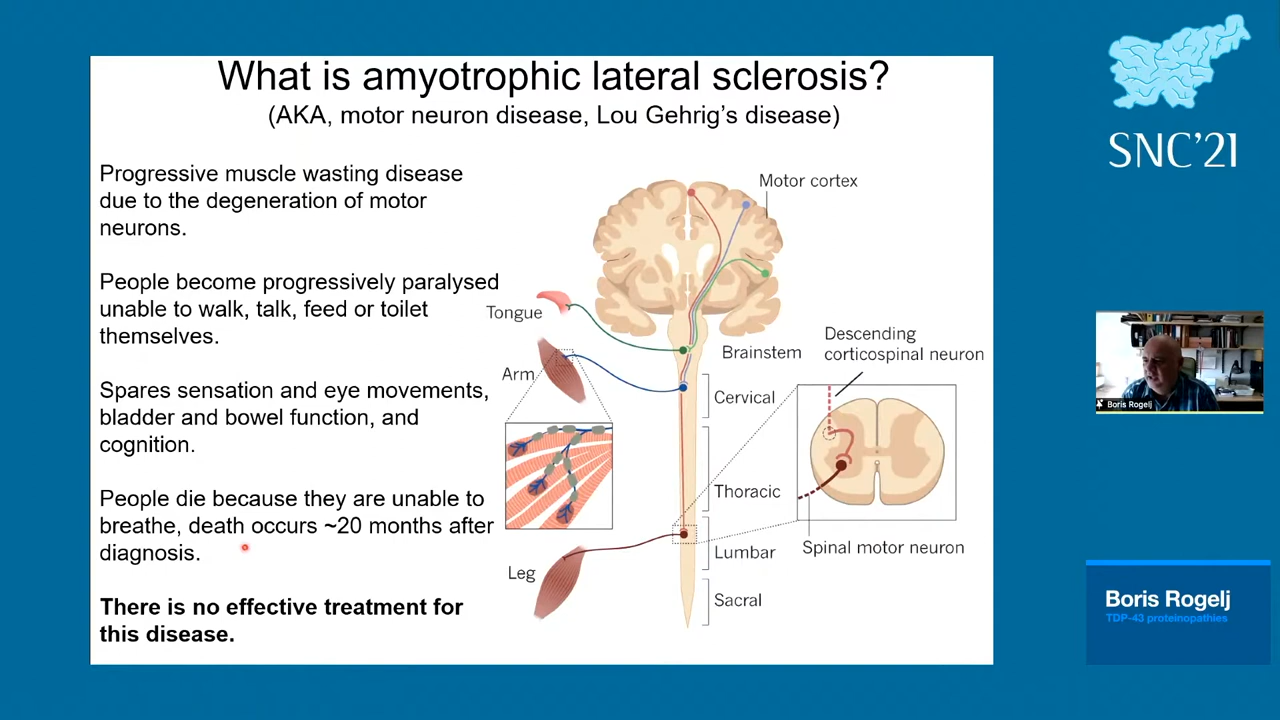 What is amyotrophic lateral sclerosis?
(AKA, motor neuron disease, Lou Gehrig's disease)
Progressive muscle wasting disease
due to the degeneration of motor
neurons.
People become progressively paralysed
unable to walk, talk, feed or toilet
themselves.
Spares sensation and eye movements,
bladder and bowel function, and
cognition.
People die because they are unable to
breathe, death occurs ~20 months after
diagnosis.
There is no effective treatment for
this disease.
Motor cortex
Tongue
Arm
Leg
Brainstem
Cervical
Thoracic
Lumbar
Sacral
Descending
corticospinal neuron
Spinal motor neuron
SNC'21
Boris Rogelj
Boris Rogelj
TDP-43 proteinopathies